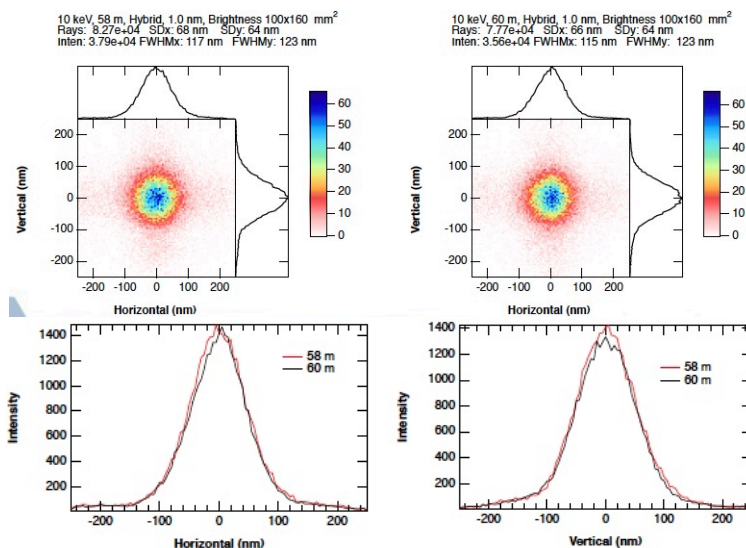 10 keV, 58 m, Hybrid, 1.0 nm, Brightness 100x160 mm²
Rays: 8.27e+04 SDx: 68 nm SDy: 64 nm
Inten: 3.79e+04 FWHMx: 117 nm FWHMy: 123 nm
60
50
40
30
20
10
0
200
100
0
-100
-200
Vertical (nm)
-200 -100 0 100 200
Horizontal (nm)
10 keV, 60 m, Hybrid, 1.0 nm, Brightness 100x160 mm²
Rays: 7.77e+04 SDx: 66 nm SDy: 64 nm
Inten: 3.56e+04 FWHMx: 115 nm FWHMy: 123 nm
60
50
40
30
20
10
0
200
100
0
-100
-200
Vertical (nm)
-200 -100 0 100 200
Horizontal (nm)
1400
1200
1000
800
600
400
200
Intensity
58 m
60 m
-200 -100 0 100 200
Horizontal (nm)
1400
1200
1000
800
600
400
200
Intensity
58 m
60 m
-200 -100 0 100 200
Vertical (nm)